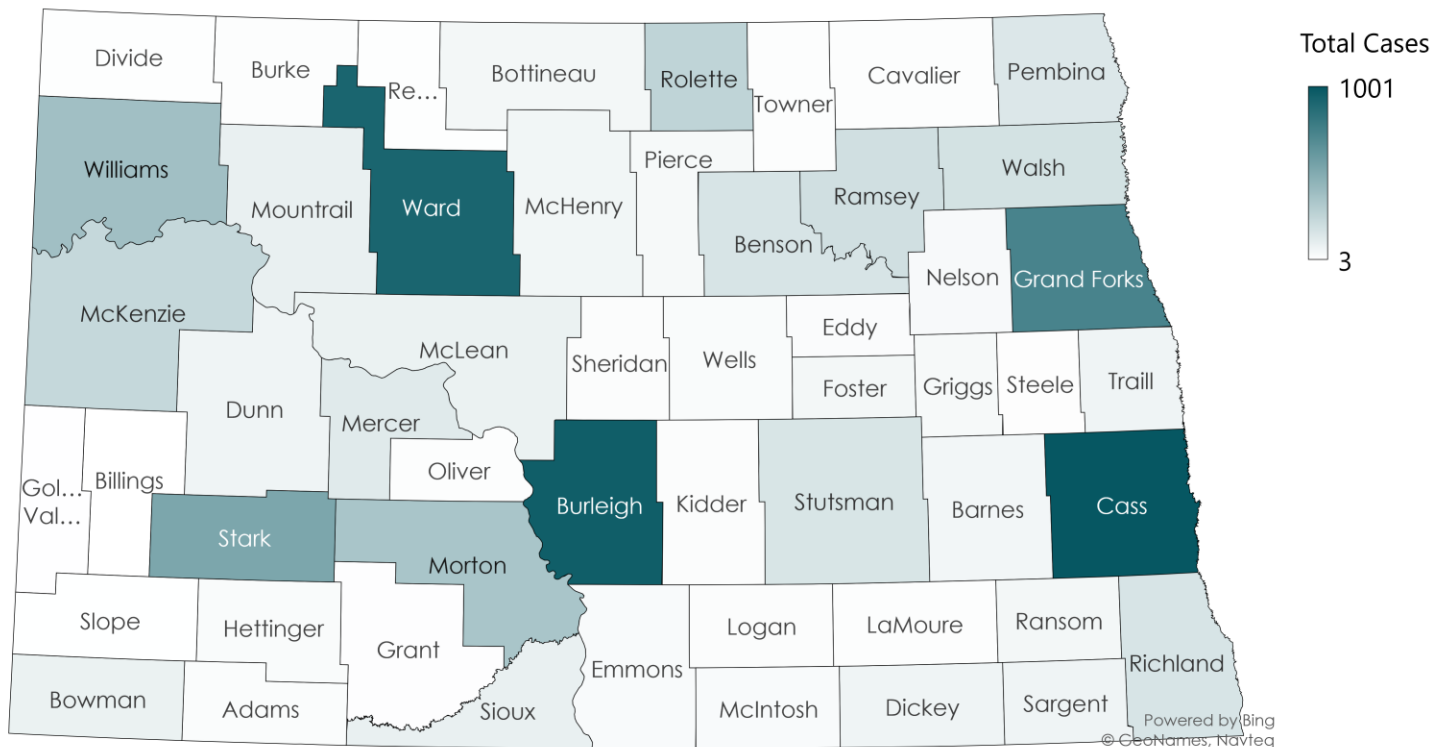 Total Cases
1001
3
Divide
Burke
Re...
Bottineau
Rolette
Towner
Cavalier
Pembina
Williams
Mountrail
Ward
McHenry
Pierce
Benson
Ramsey
Walsh
Nelson
Grand Forks
McKenzie
Dunn
McLean
Mercer
Oliver
Sheridan
Wells
Eddy
Foster
Griggs
Steele
Traill
Gol...
Val...
Billings
Stark
Morton
Burleigh
Kidder
Stutsman
Barnes
Cass
Slope
Hettinger
Grant
Bowman
Adams
Sioux
Emmons
Logan
LaMoure
Ransom
McIntosh
Dickey
Sargent
Richland
Powered by Bing
© GeoNames, Navteq